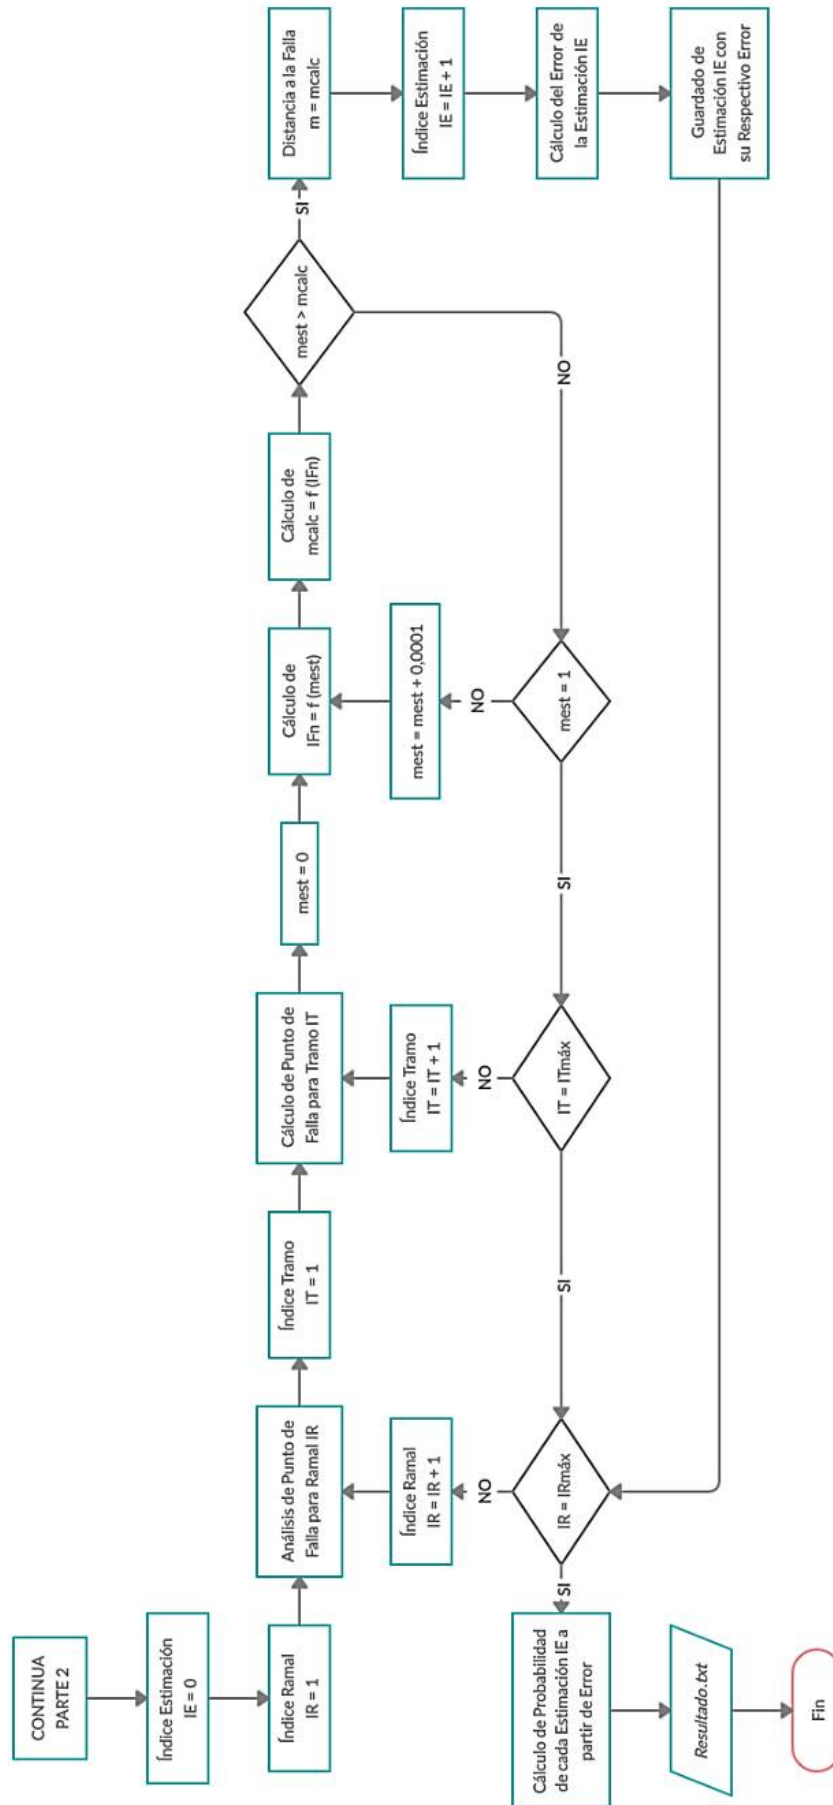 CONTINUA
PARTE 2
Índice Estimación
IE = 0
Índice Ramal
IR = 1
Análisis de Punto de
Falla para Ramal IR
Índice Tramo
IT = 1
Cálculo de Punto de
Falla para Tramo IT
mest = 0
Cálculo de
IFn = f (mest)
Cálculo de
mcalc = f (IFn)
mest > mcalc
SI
Distancia a la Falla
m = mcalc
Índice Estimación
IE = IE + 1
Cálculo del Error de
la Estimación IE
Guardado de
Estimación IE con
su Respectivo Error
NO
mest = 1
NO
mest = mest + 0,0001
SI
IT = ITmáx
NO
Índice Tramo
IT = IT + 1
SI
IR = IRmáx
NO
Índice Ramal
IR = IR + 1
SI
Cálculo de Probabilidad
de cada Estimación IE a
partir de Error
Resultado.txt
Fin